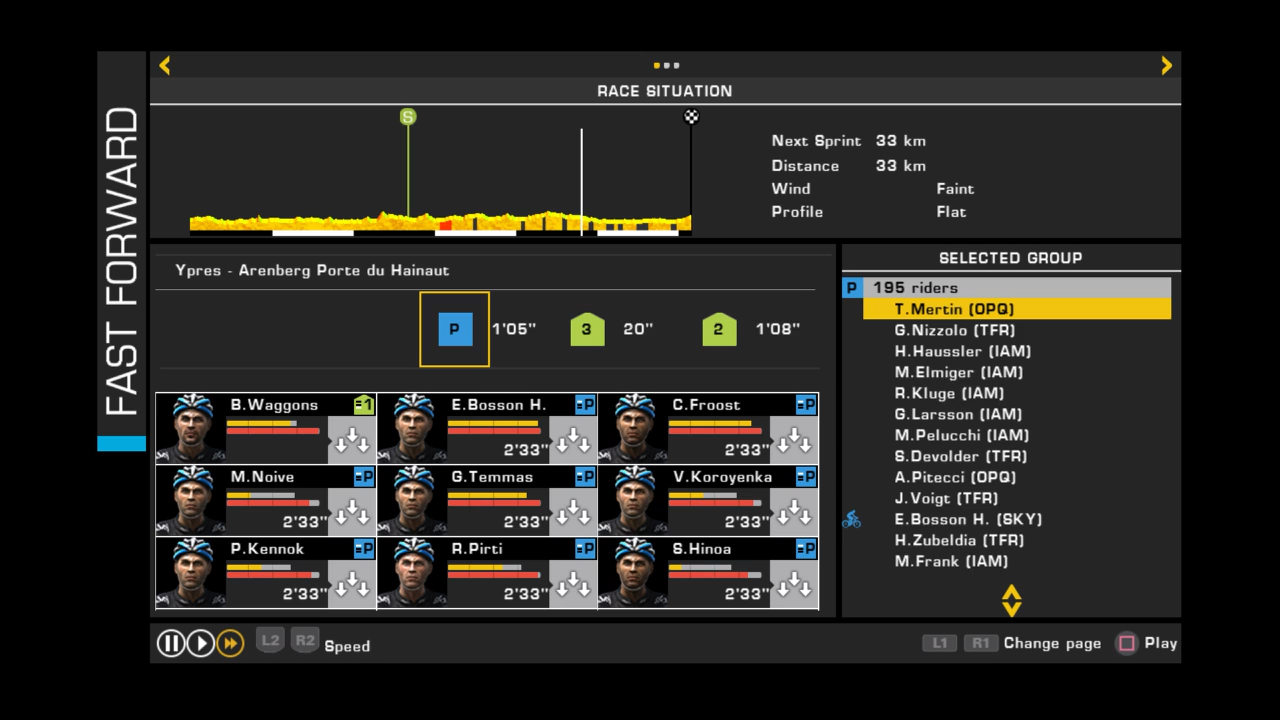 FAST FORWARD
RACE SITUATION
S
Next Sprint 33 km
Distance 33 km
Wind Faint
Profile Flat
Ypres - Arenberg Porte du Hainaut
P 1'05" 3 20" 2 1'08"
B.Waggons =1
E.Bosson H. =P
2'33"
C.Froost =P
2'33"
M.Noive =P
2'33"
G.Temmas =P
2'33"
V.Koroyenka =P
2'33"
P.Kennok =P
2'33"
R.Pirti =P
2'33"
S.Hinoa =P
2'33"
SELECTED GROUP
P 195 riders
T.Mertin (OPQ)
G.Nizzolo (TFR)
H.Haussler (IAM)
M.Elmiger (IAM)
R.Kluge (IAM)
G.Larsson (IAM)
M.Pelucchi (IAM)
S.Devolder (TFR)
A.Pitecci (OPQ)
J.Voigt (TFR)
E.Bosson H. (SKY)
H.Zubeldia (TFR)
M.Frank (IAM)
L2 R2 Speed
L1 R1 Change page Play